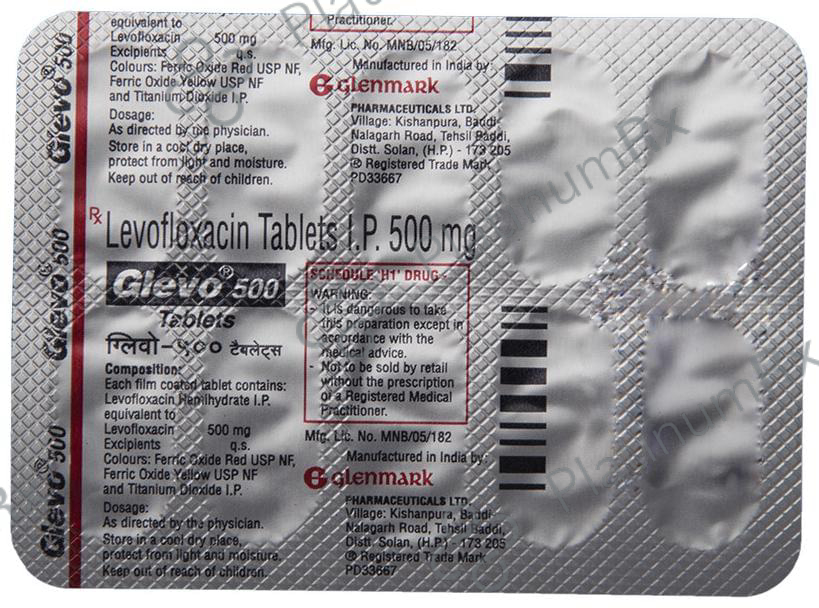 Glevo® 500
equivalent to
Levofloxacin 500 mg
Excipients q.s.
Colours: Ferric Oxide Red USP NF,
Ferric Oxide Yellow USP NF
and Titanium Dioxide I.P.
Dosage:
As directed by the physician.
Store in a cool dry place,
protect from light and moisture.
Keep out of reach of children.
Practitioner.
Mfg. Lic. No. MNB/05/182
Manufactured in India by:
glenmark
PHARMACEUTICALS LTD.
Village: Kishanpura, Baddi-
Nalagarh Road, Tehsil Baddi,
Distt. Solan, (H.P.) - 173 205
® Registered Trade Mark
PD33667
Rx
Levofloxacin Tablets I.P. 500 mg
Glevo® 500
Glevo® 500
Tablets
ग्लिवो-५०० टैबलेट्स
Composition:
Each film coated tablet contains:
Levofloxacin Hemihydrate I.P.
equivalent to
Levofloxacin 500 mg
Excipients q.s.
Colours: Ferric Oxide Red USP NF,
Ferric Oxide Yellow USP NF
and Titanium Dioxide I.P.
Dosage:
As directed by the physician.
Store in a cool dry place,
protect from light and moisture.
Keep out of reach of children.
SCHEDULE 'H1' DRUG -
WARNING:
- It is dangerous to take
this preparation except in
accordance with the
medical advice.
- Not to be sold by retail
without the prescription
of a Registered Medical
Practitioner.
Mfg. Lic. No. MNB/05/182
Manufactured in India by:
glenmark
PHARMACEUTICALS LTD.
Village: Kishanpura, Baddi-
Nalagarh Road, Tehsil Baddi,
Distt. Solan, (H.P.) - 173 205
® Registered Trade Mark
PD33667
Glevo® 500
PlatinumRx
PlatinumRx